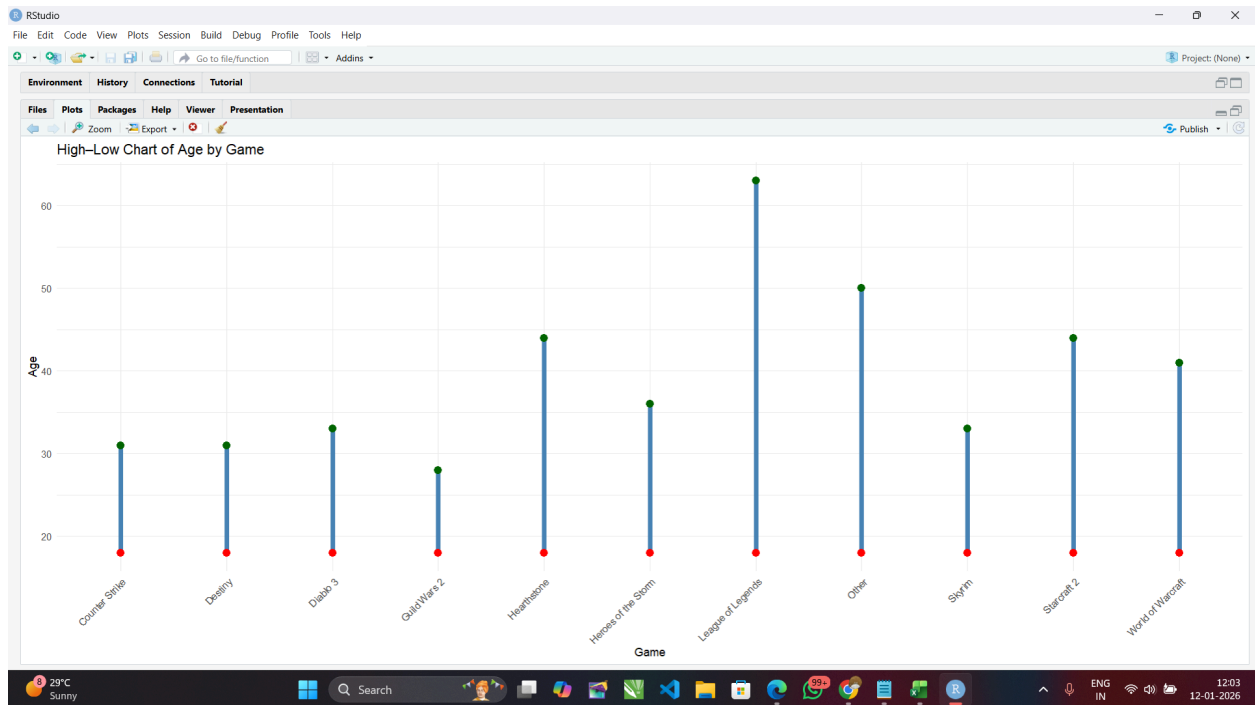 RStudio
File Edit Code View Plots Session Build Debug Profile Tools Help
Go to file/function Addins Project: (None)
Environment History Connections Tutorial
Files Plots Packages Help Viewer Presentation
Zoom Export Publish
High–Low Chart of Age by Game
60
50
40
30
20
Age
Counter Strike
Destiny
Diablo 3
Guild Wars 2
Hearthstone
Heroes of the Storm
League of Legends
Other
Skyrim
Starcraft 2
World of Warcraft
Game
8 29°C
Sunny
Search
99+
ENG
IN
12:03
12-01-2026